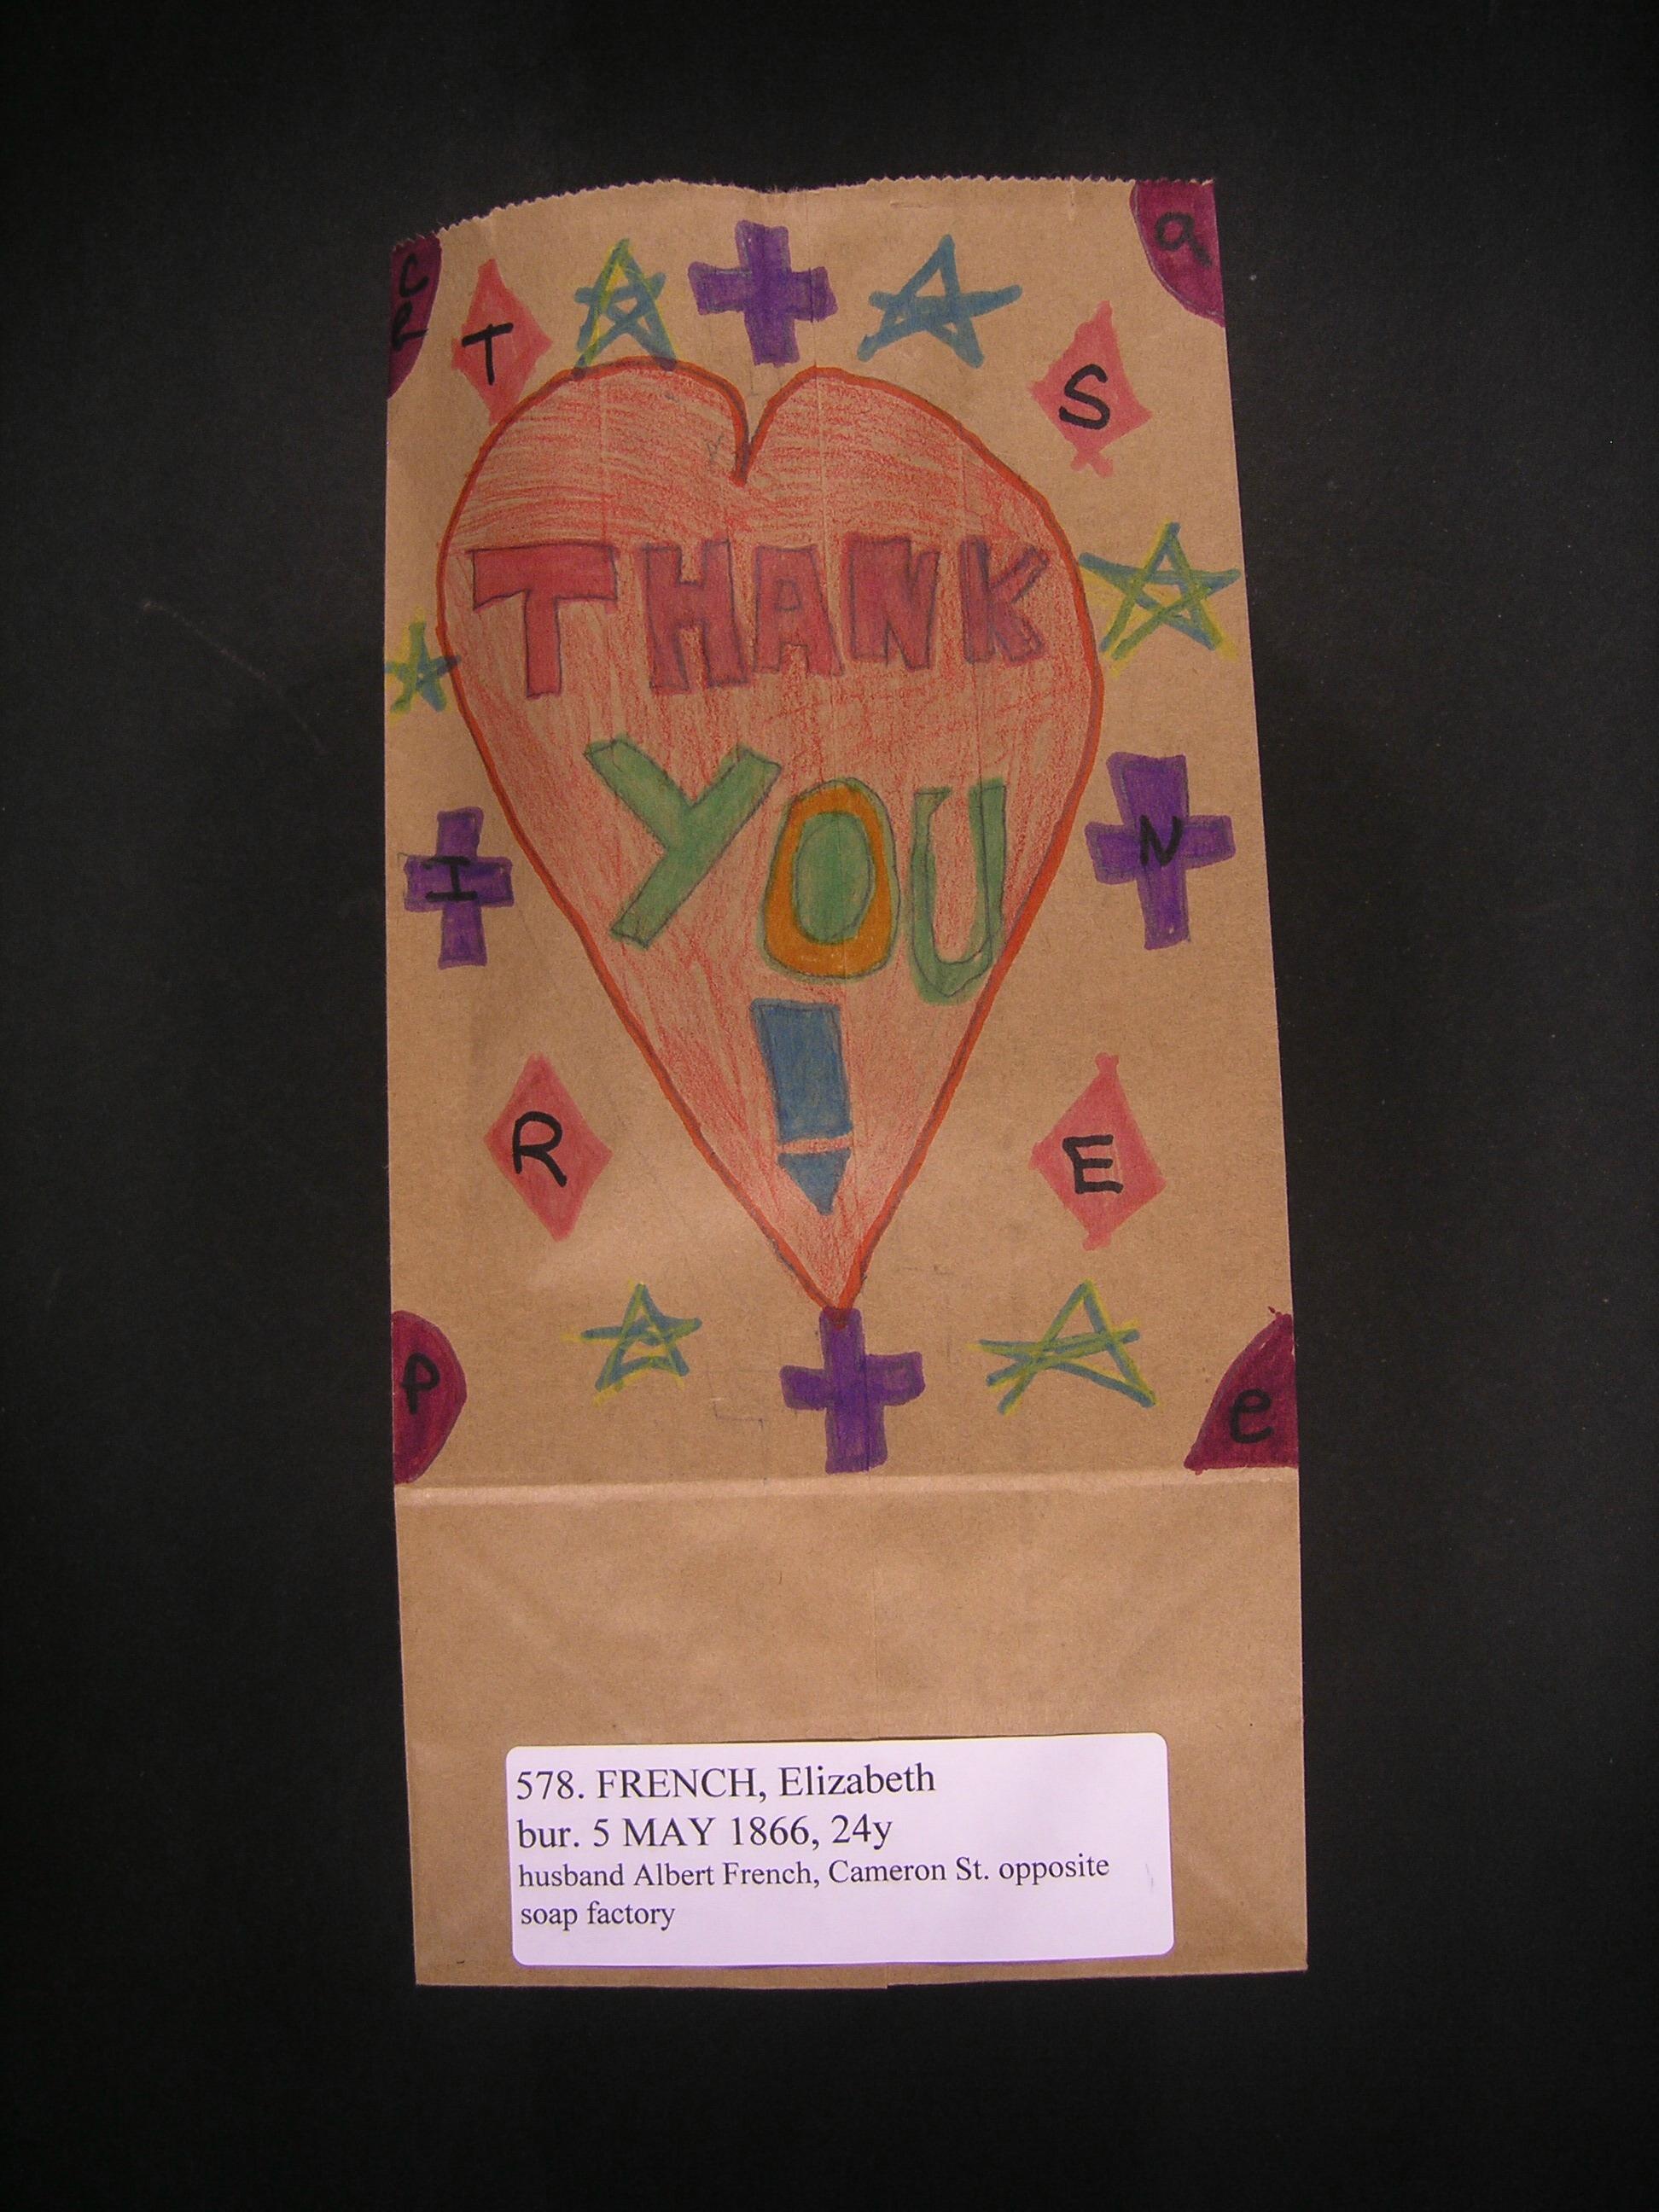 C
R
a
T
S
THANK
YOU
!
I
N
R
E
P
e
578. FRENCH, Elizabeth
bur. 5 MAY 1866, 24y
husband Albert French, Cameron St. opposite
soap factory